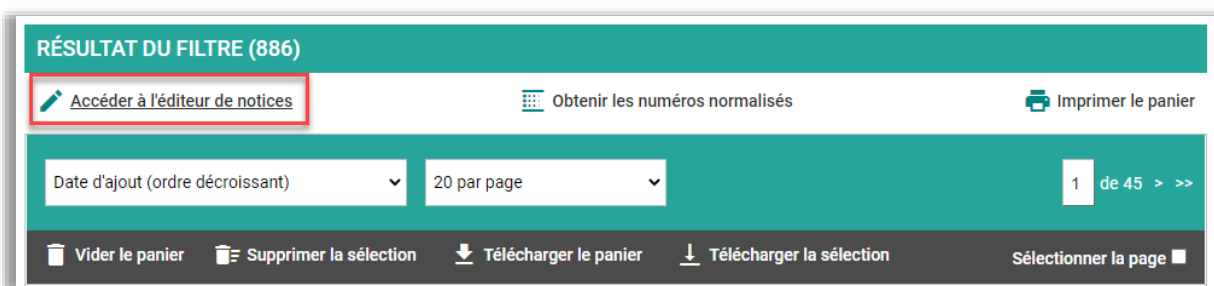 RÉSULTAT DU FILTRE (886)
Accéder à l'éditeur de notices Obtenir les numéros normalisés Imprimer le panier
Date d'ajout (ordre décroissant) 20 par page 1 de 45 > >>
Vider le panier Supprimer la sélection Télécharger le panier Télécharger la sélection Sélectionner la page